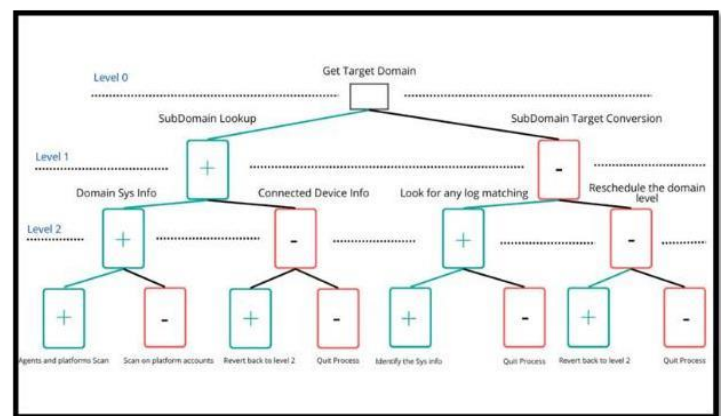 Get Target Domain
Level 0
SubDomain Lookup
SubDomain Target Conversion
+
-
Level 1
Domain Sys Info
Connected Device Info
Look for any log matching
Reschedule the domain
level
+
-
+
-
Level 2
+
-
+
-
+
-
+
-
Agents and platforms Scan
Scan on platform accounts
Revert back to level 2
Quit Process
Identify the Sys info
Quit Process
Revert back to level 2
Quit Process